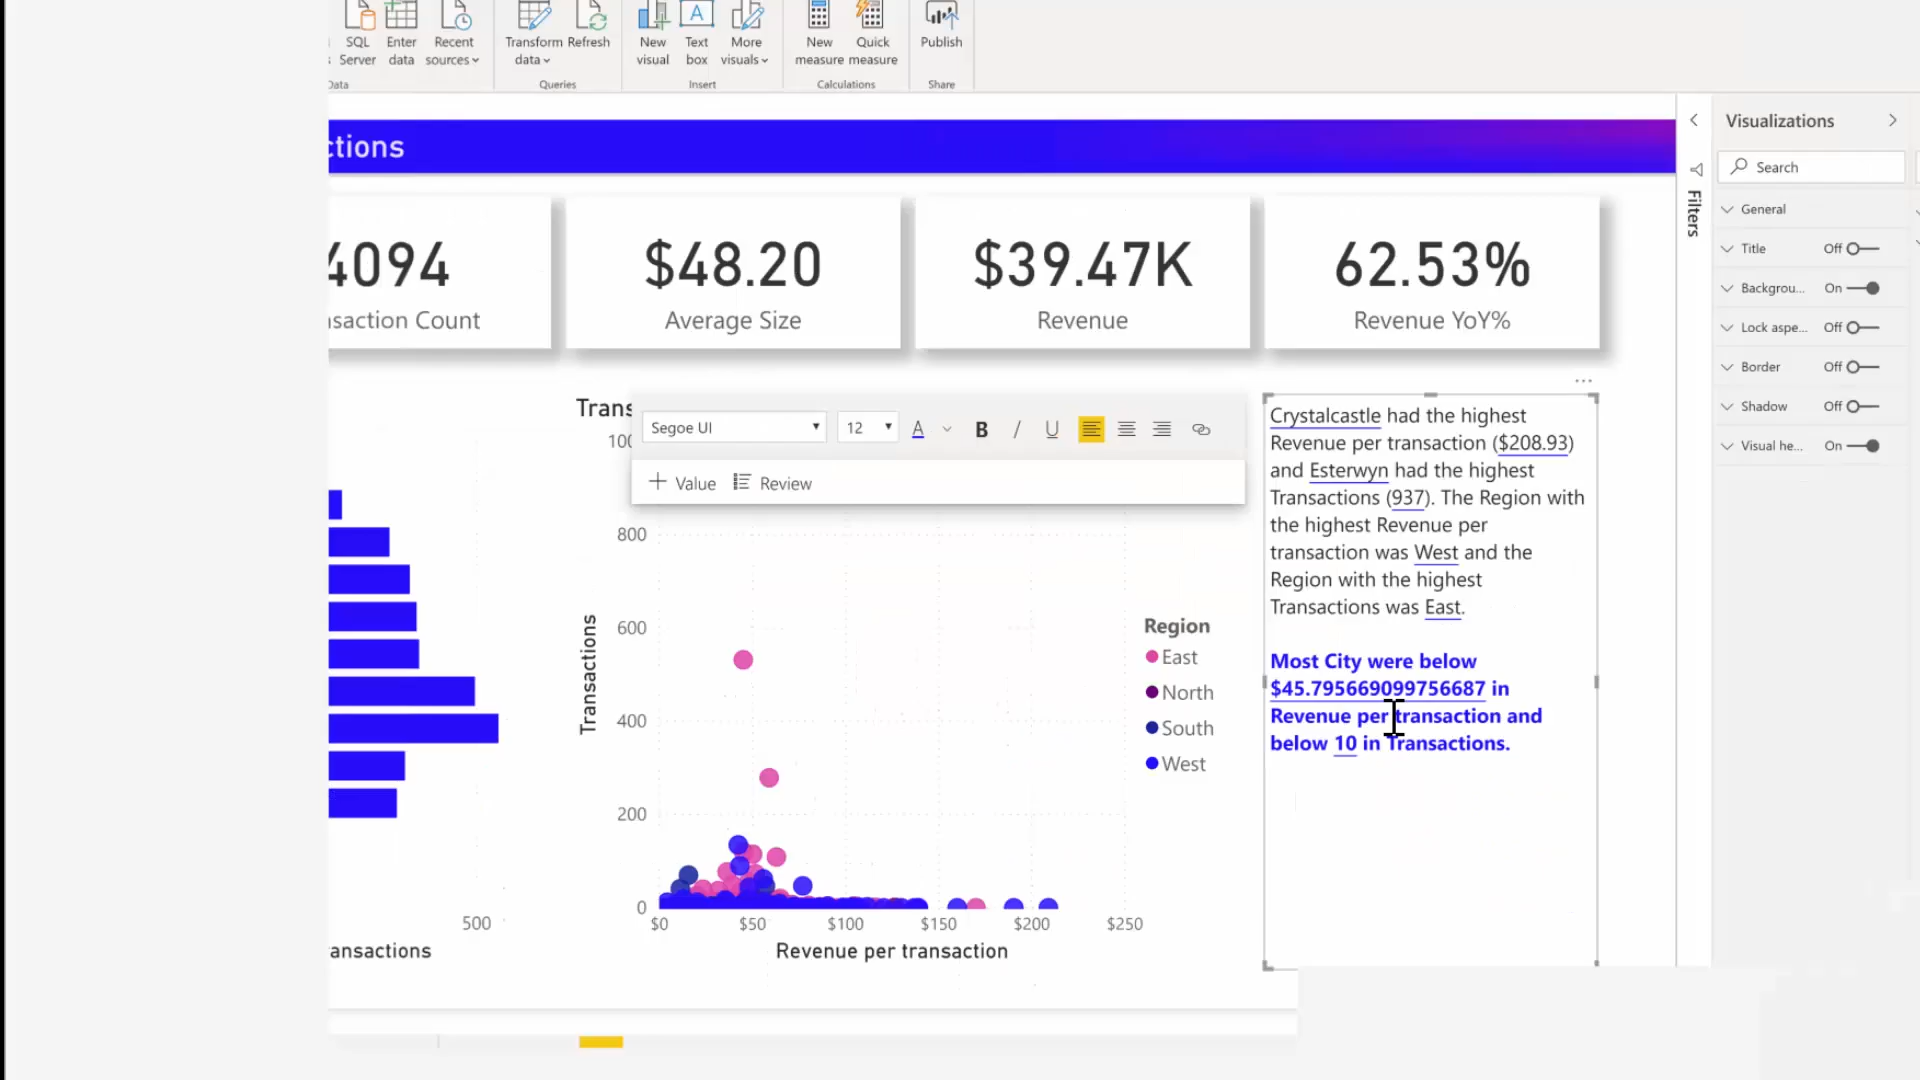 SQL
Server
Enter
data
Recent
sources
Data
Transform
data
Refresh
Queries
New
visual
Text
box
More
visuals
Insert
New
measure
Quick
measure
Calculations
Publish
Share
ctions
4094
nsaction Count
$48.20
Average Size
$39.47K
Revenue
62.53%
Revenue YoY%
Filters
Visualizations
Search
General
Title Off
Backgrou... On
Lock aspe... Off
Border Off
Shadow Off
Visual he... On
500
ansactions
Trans
Segoe UI
12
A
B
I
U
Value
Review
100
800
600
400
200
0
Transactions
$0
$50
$100
$150
$200
$250
Revenue per transaction
Region
East
North
South
West
Crystalcastle had the highest
Revenue per transaction ($208.93)
and Esterwyn had the highest
Transactions (937). The Region with
the highest Revenue per
transaction was West and the
Region with the highest
Transactions was East.
Most City were below
$45.795669099756687 in
Revenue per transaction and
below 10 in Transactions.